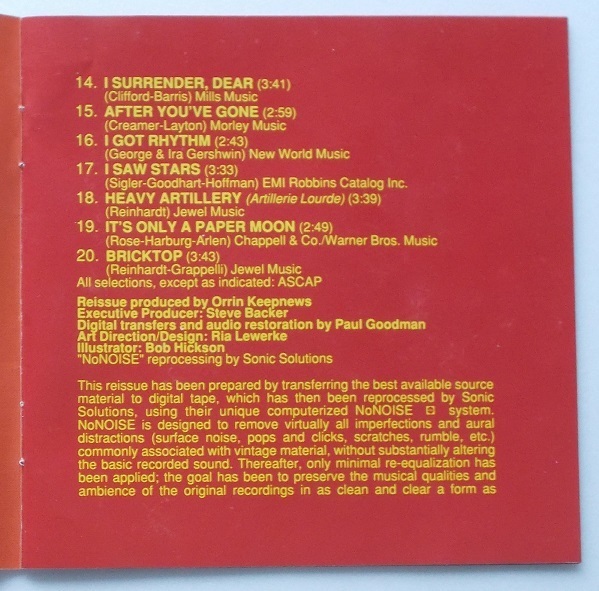 14. I SURRENDER, DEAR (3:41)
(Clifford-Barris) Mills Music
15. AFTER YOU'VE GONE (2:59)
(Creamer-Layton) Morley Music
16. I GOT RHYTHM (2:43)
(George & Ira Gershwin) New World Music
17. I SAW STARS (3:33)
(Sigler-Goodhart-Hoffman) EMI Robbins Catalog Inc.
18. HEAVY ARTILLERY (Artillerie Lourde) (3:39)
(Reinhardt) Jewel Music
19. IT'S ONLY A PAPER MOON (2:49)
(Rose-Harburg-Arlen) Chappell & Co./Warner Bros. Music
20. BRICKTOP (3:43)
(Reinhardt-Grappelli) Jewel Music
All selections, except as indicated: ASCAP
Reissue produced by Orrin Keepnews
Executive Producer: Steve Backer
Digital transfers and audio restoration by Paul Goodman
Art Direction/Design: Ria Lewerke
Illustrator: Bob Hickson
"NoNOISE" reprocessing by Sonic Solutions
This reissue has been prepared by transferring the best available source
material to digital tape, which has then been reprocessed by Sonic
Solutions, using their unique computerized NoNOISE system.
NoNOISE is designed to remove virtually all imperfections and aural
distractions (surface noise, pops and clicks, scratches, rumble, etc.)
commonly associated with vintage material, without substantially altering
the basic recorded sound. Thereafter, only minimal re-equalization has
been applied; the goal has been to preserve the musical qualities and
ambience of the original recordings in as clean and clear a form as